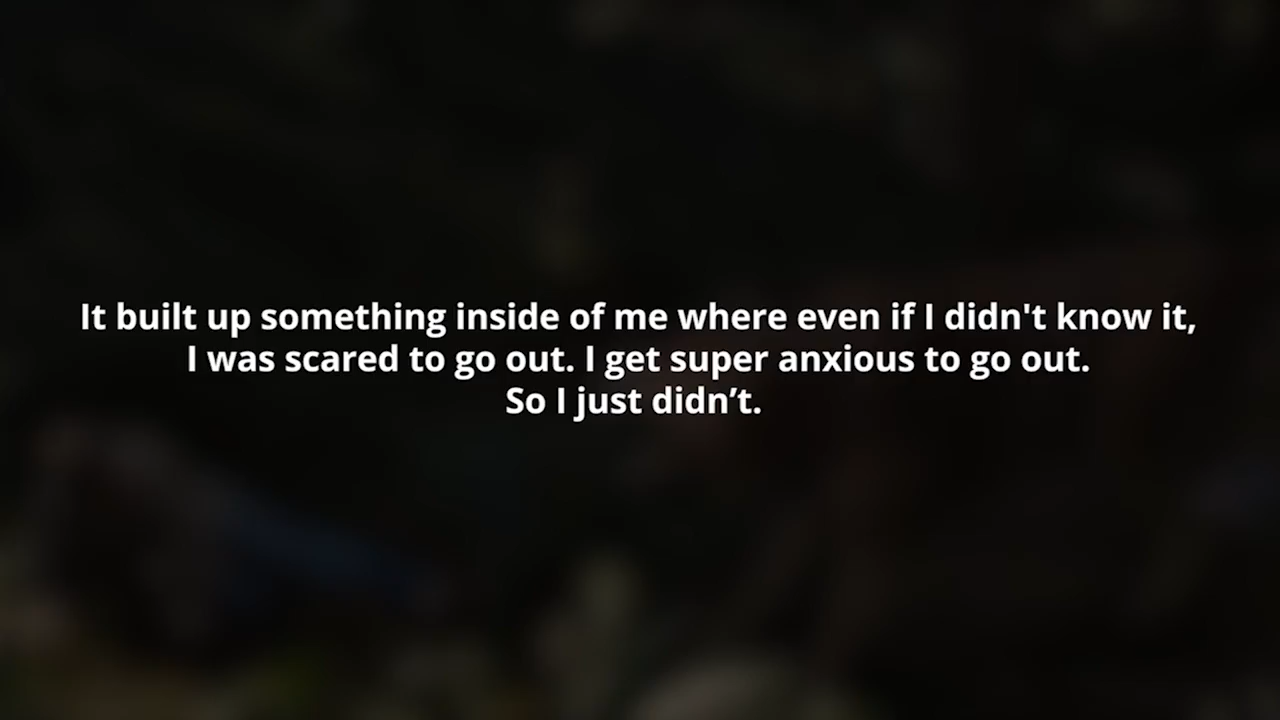 It built up something inside of me where even if I didn't know it,
I was scared to go out. I get super anxious to go out.
So I just didn’t.